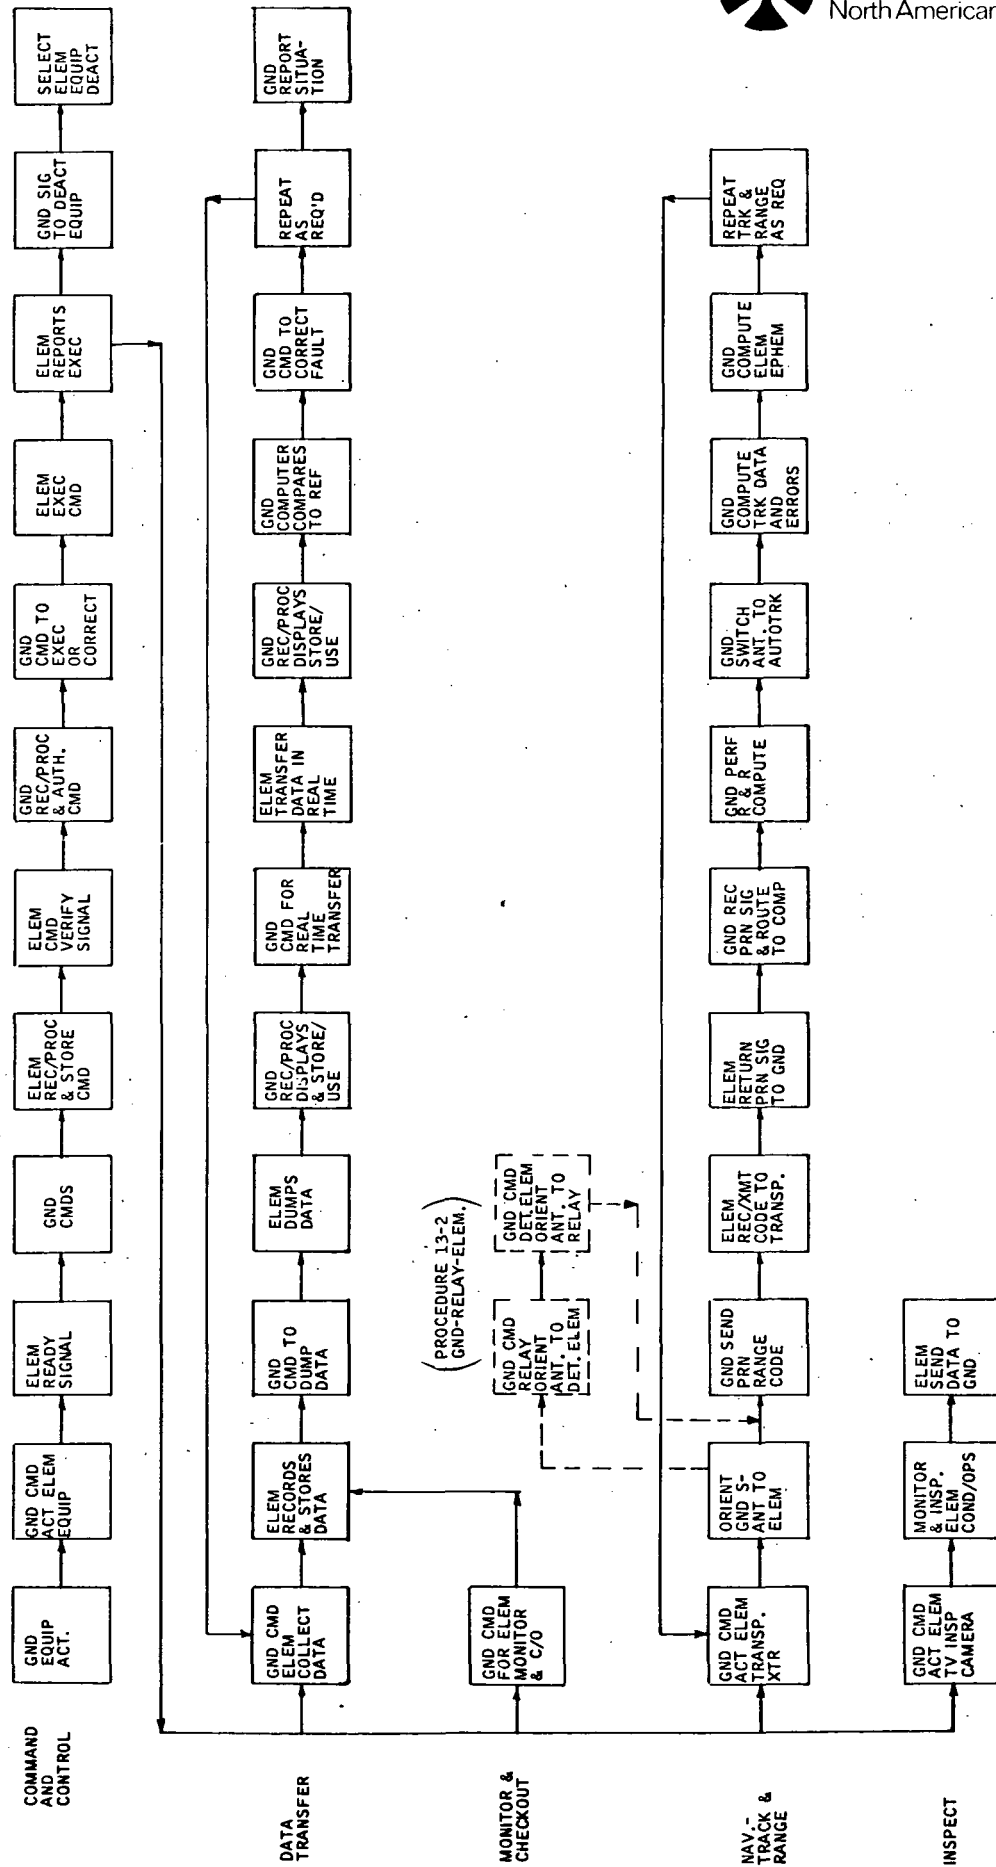 North American
COMMAND
AND
CONTROL
GND
EQUIP
ACT.
GND CMD
ACT ELEM
EQUIP
ELEM
READY
SIGNAL
GND
CMDS
ELEM
REC/PROC
& STORE
CMD
ELEM
CMD
VERIFY
SIGNAL
GND
REC/PROC
& AUTH.
CMD
GND
CMD TO
EXEC
OR
CORRECT
ELEM
EXEC
CMD
ELEM
REPORTS
EXEC
GND SIG
TO DEACT
EQUIP
SELECT
ELEM
EQUIP
DEACT
DATA
TRANSFER
GND CMD
ELEM
COLLECT
DATA
ELEM
RECORDS
& STORES
DATA
GND
CMD TO
DUMP
DATA
ELEM
DUMPS
DATA
GND
REC/PROC
DISPLAYS
& STORE/
USE
GND
CMD FOR
REAL
TIME
TRANSFER
ELEM
TRANSFER
DATA IN
REAL
TIME
GND
REC/PROC
DISPLAYS
STORE/
USE
GND
COMPUTER
COMPARES
TO REF
GND
CMD TO
CORRECT
FAULT
REPEAT
AS
REQ'D
GND
REPORT
SITUA-
TION
MONITOR &
CHECKOUT
GND CMD
FOR ELEM
MONITOR
& C/O
(PROCEDURE 13-2
GND-RELAY-ELEM.)
GND CMD
RELAY
ORIENT
ANT. TO
DET. ELEM
GND CMD
DET. ELEM
ORIENT
ANT. TO
RELAY
NAV.-
TRACK &
RANGE
GND CMD
ACT ELEM
TRANSP.
XTR
ORIENT
GND S-
ANT TO
ELEM
GND SEND
PRN
RANGE
CODE
ELEM
REC/XMT
CODE TO
TRANSP.
ELEM
RETURN
PRN SIG
TO GND
GND REC
PRN SIG
& ROUTE
TO COMP
GND PERF
R & R
COMPUTE
GND
SWITCH
ANT. TO
AUTOTRK
GND
COMPUTE
TRK DATA
AND
ERRORS
GND
COMPUTE
ELEM
EPHEM
REPEAT
TRK &
RANGE
AS REQ
INSPECT
GND CMD
ACT ELEM
TV INSP
CAMERA
MONITOR
& INSP.
ELEM
COND/OPS
ELEM
SEND
DATA TO
GND